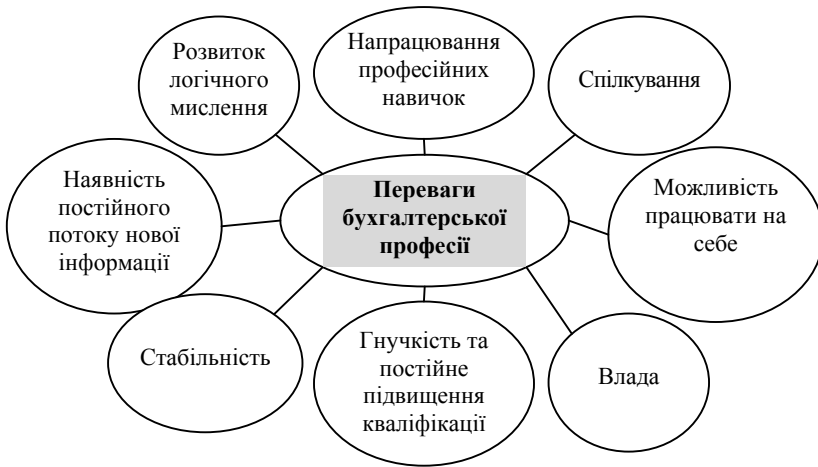 Розвиток
логічного
мислення
Напрацювання
професійних
навичок
Спілкування
Наявність
постійного
потоку нової
інформації
Переваги
бухгалтерської
професії
Можливість
працювати на
себе
Стабільність
Гнучкість та
постійне
підвищення
кваліфікації
Влада